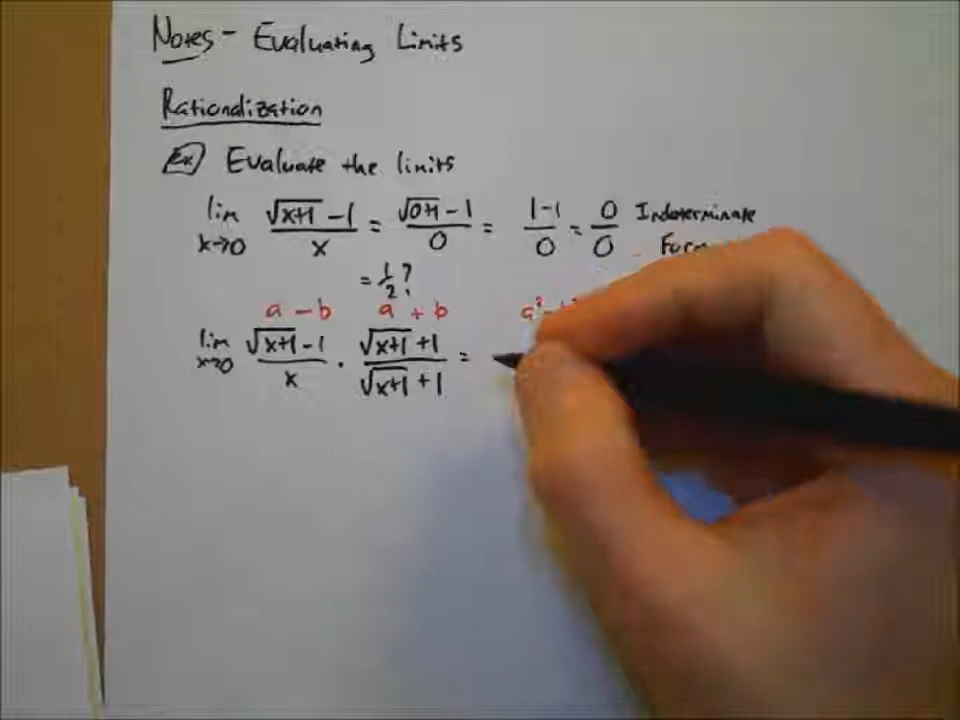 Notes - Evaluating Limits
Rationalization
Ex Evaluate the limits
lim x→0 (√(x+1) - 1)/x = (√(0+1) - 1)/0 = (1-1)/0 = 0/0 Indeterminate
= 1/2?
a - b a + b
lim x→0 (√(x+1) - 1)/x · (√(x+1) + 1)/(√(x+1) + 1) =